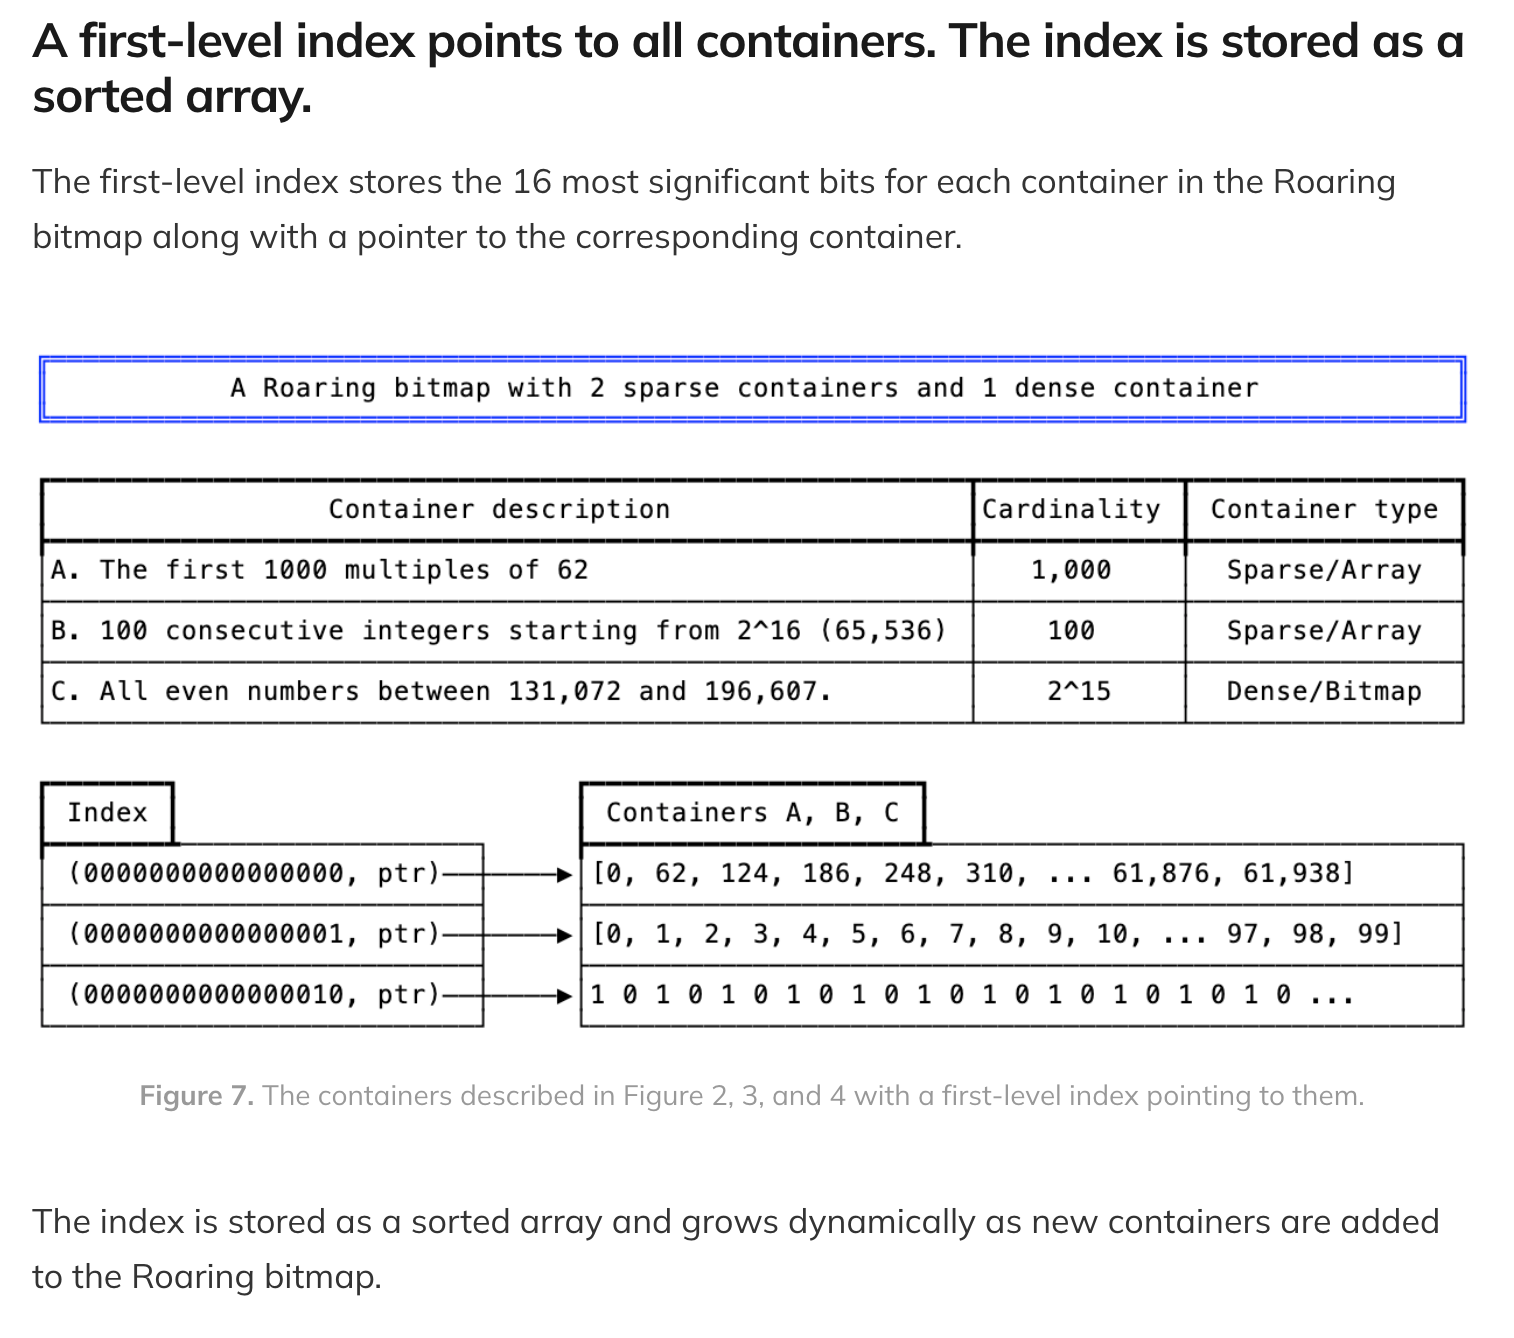 A first-level index points to all containers. The index is stored as a
sorted array.
The first-level index stores the 16 most significant bits for each container in the Roaring
bitmap along with a pointer to the corresponding container.
A Roaring bitmap with 2 sparse containers and 1 dense container
Container description Cardinality Container type
A. The first 1000 multiples of 62 1,000 Sparse/Array
B. 100 consecutive integers starting from 2^16 (65,536) 100 Sparse/Array
C. All even numbers between 131,072 and 196,607. 2^15 Dense/Bitmap
Index Containers A, B, C
(0000000000000000, ptr) [0, 62, 124, 186, 248, 310, ... 61,876, 61,938]
(0000000000000001, ptr) [0, 1, 2, 3, 4, 5, 6, 7, 8, 9, 10, ... 97, 98, 99]
(0000000000000010, ptr) 1 0 1 0 1 0 1 0 1 0 1 0 1 0 1 0 1 0 1 0 1 0 ...
Figure 7. The containers described in Figure 2, 3, and 4 with a first-level index pointing to them.
The index is stored as a sorted array and grows dynamically as new containers are added
to the Roaring bitmap.